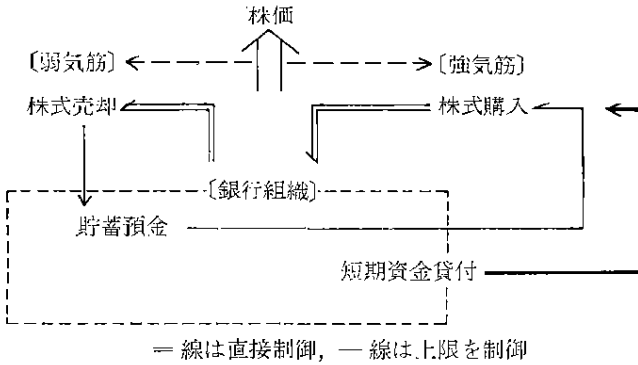 株価
〔弱気筋〕
〔強気筋〕
株式売却
株式購入
〔銀行組織〕
貯蓄預金
短期資金貸付
＝線は直接制御，―線は上限を制御